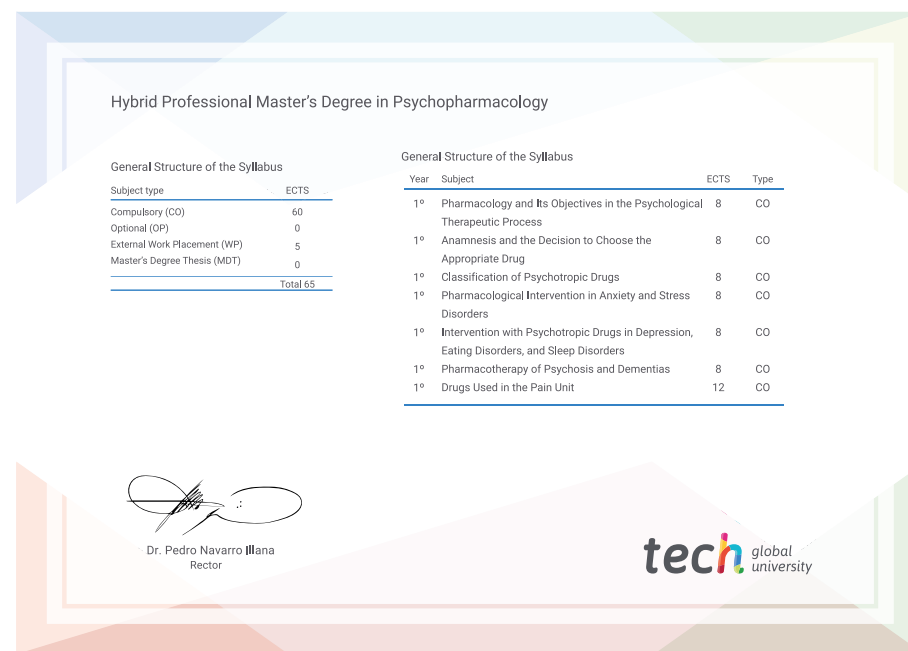 Hybrid Professional Master's Degree in Psychopharmacology
General Structure of the Syllabus
Subject type ECTS
Compulsory (CO) 60
Optional (OP) 0
External Work Placement (WP) 5
Master's Degree Thesis (MDT) 0
Total 65
General Structure of the Syllabus
Year Subject ECTS Type
1º Pharmacology and Its Objectives in the Psychological 8 CO
Therapeutic Process
1º Anamnesis and the Decision to Choose the 8 CO
Appropriate Drug
1º Classification of Psychotropic Drugs 8 CO
1º Pharmacological Intervention in Anxiety and Stress 8 CO
Disorders
1º Intervention with Psychotropic Drugs in Depression, 8 CO
Eating Disorders, and Sleep Disorders
1º Pharmacotherapy of Psychosis and Dementias 8 CO
1º Drugs Used in the Pain Unit 12 CO
Dr. Pedro Navarro Illana
Rector
tech global
university